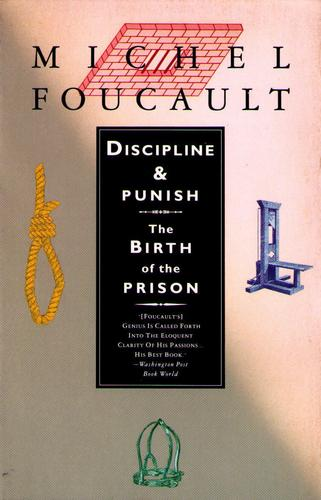 MICHEL
FOUCAULT
DISCIPLINE
&
PUNISH
The
BIRTH
of the
PRISON
"[FOUCAULT'S]
GENIUS IS CALLED FORTH
INTO THE ELOQUENT
CLARITY OF HIS PASSIONS...
HIS BEST BOOK."
—Washington Post
Book World